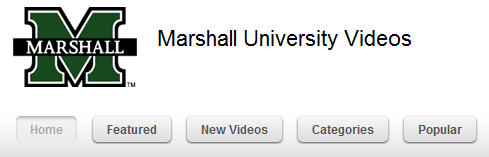 MARSHALL
TM
Marshall University Videos
Home Featured New Videos Categories Popular